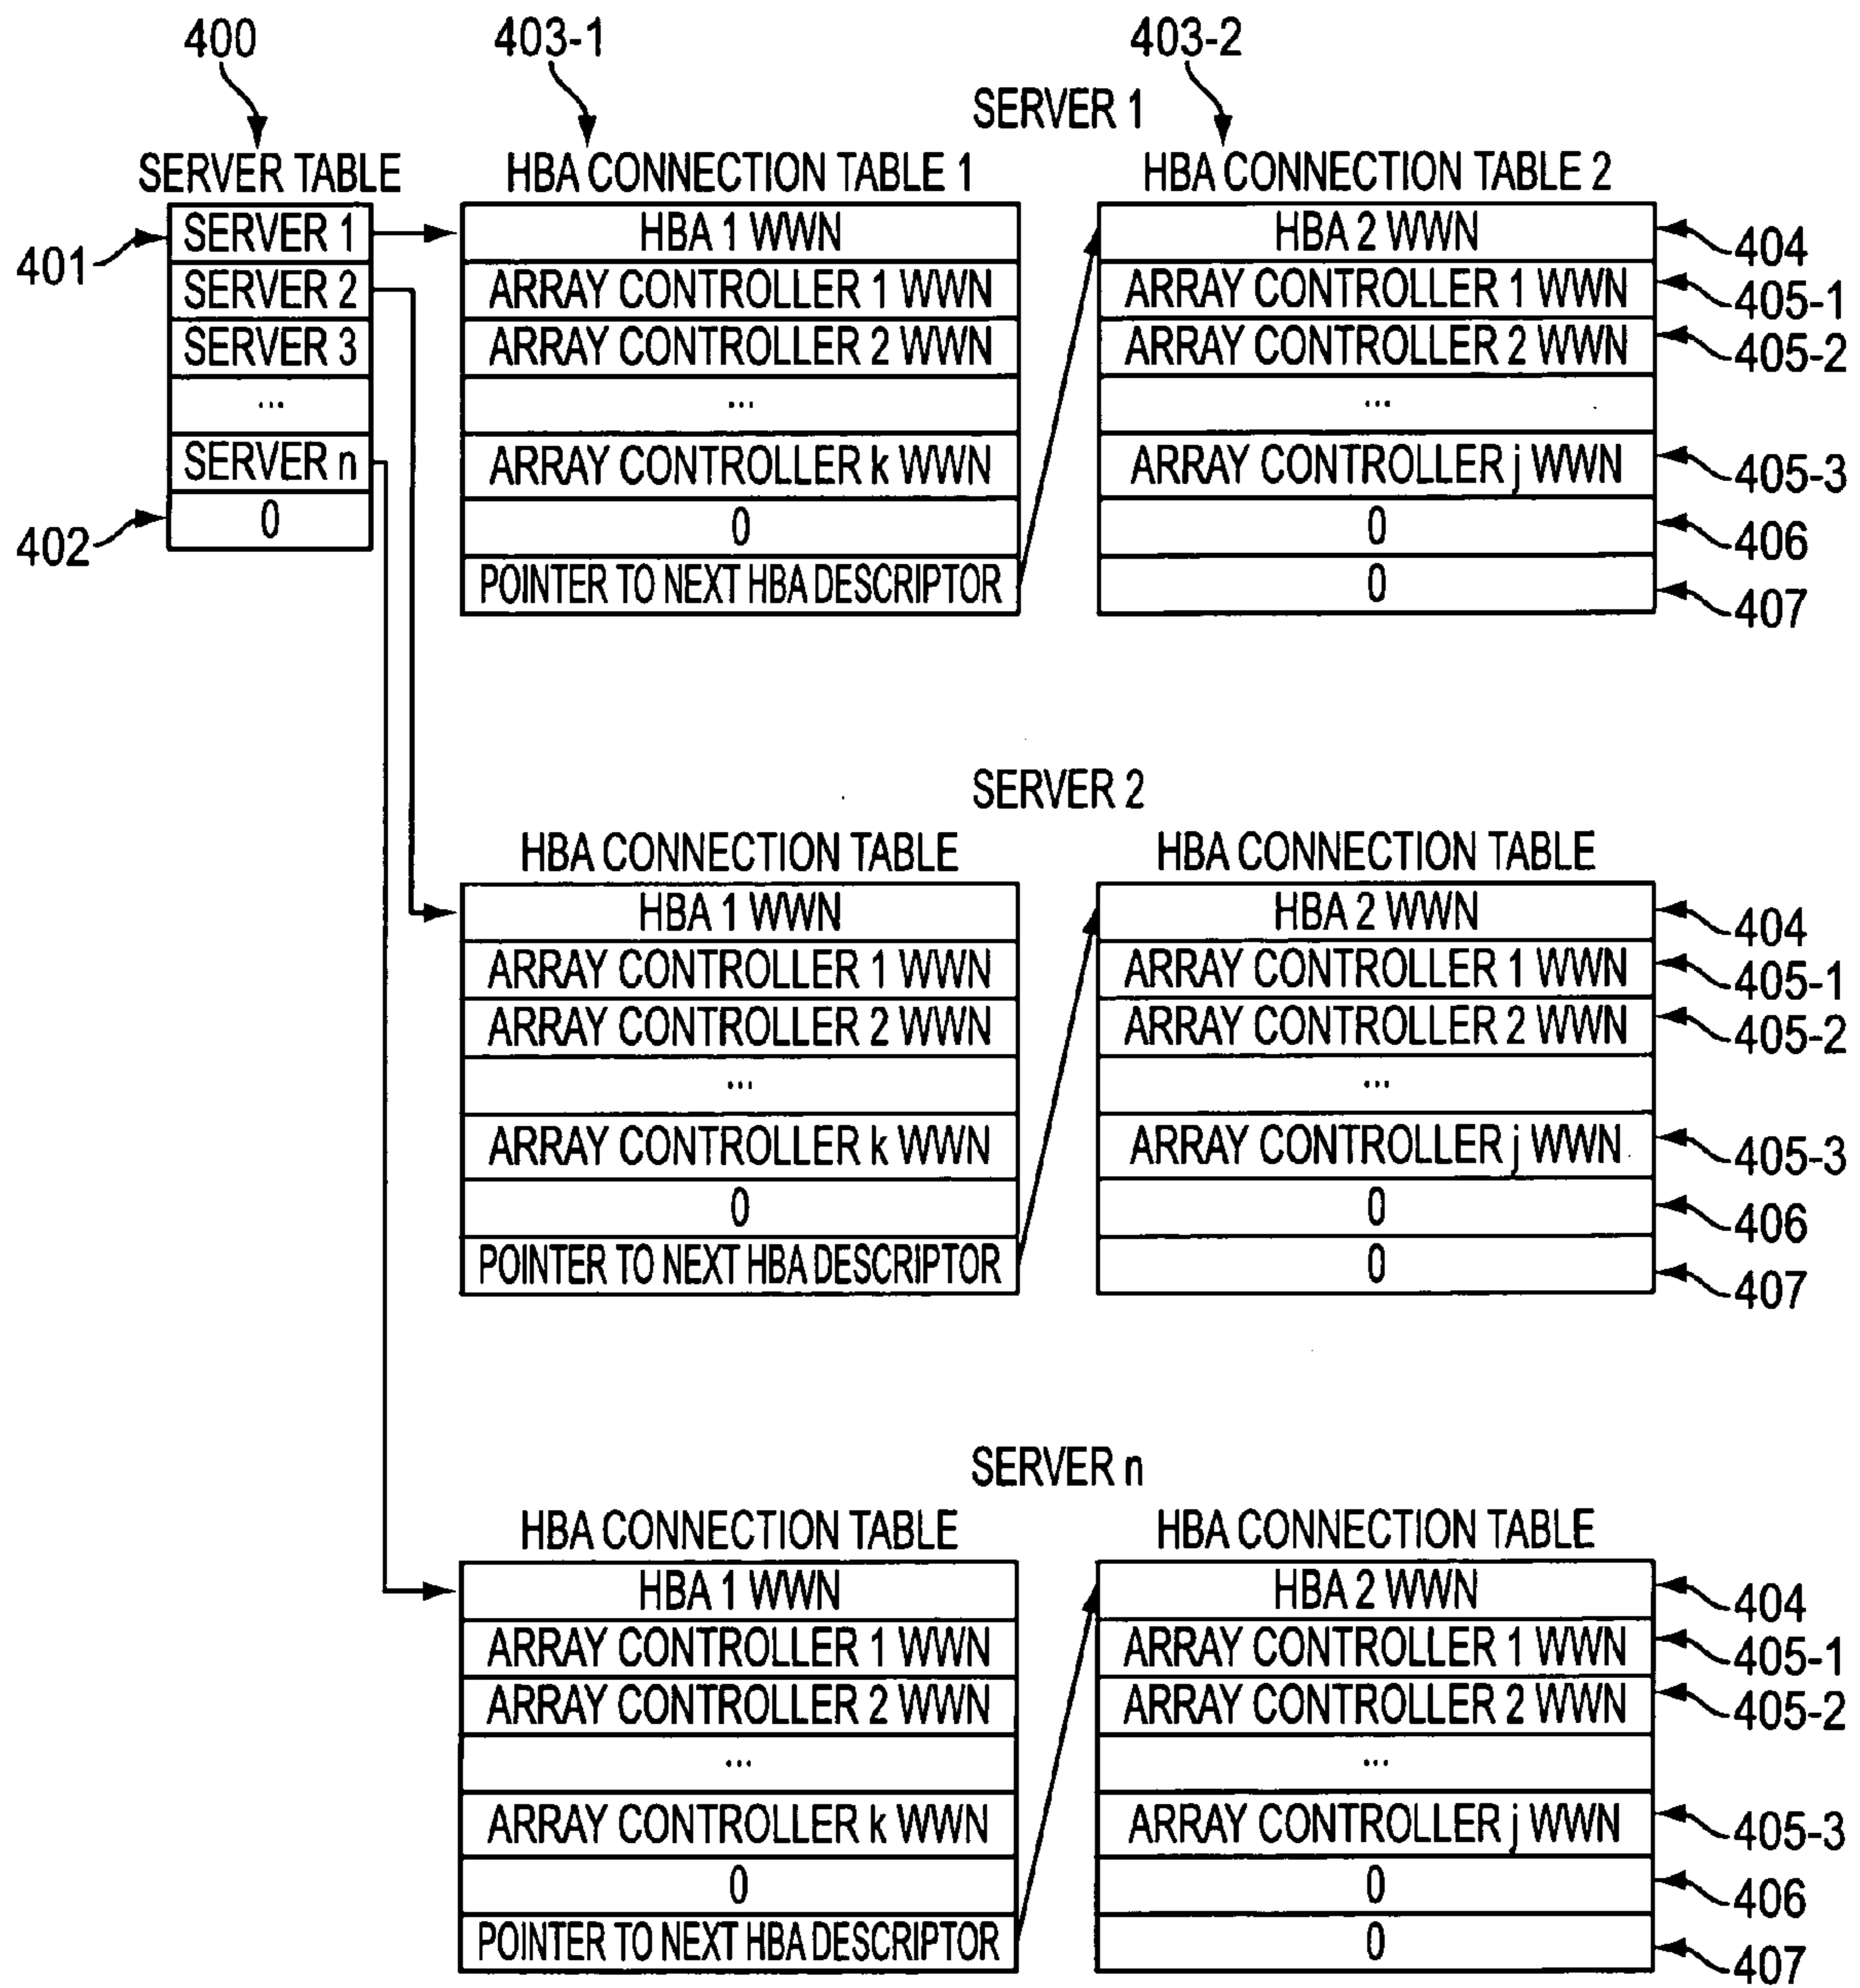 400
403-1
403-2
SERVER 1
SERVER TABLE
HBA CONNECTION TABLE 1
HBA CONNECTION TABLE 2
401
SERVER 1
SERVER 2
SERVER 3
...
SERVER n
0
402
HBA 1 WWN
ARRAY CONTROLLER 1 WWN
ARRAY CONTROLLER 2 WWN
...
ARRAY CONTROLLER k WWN
0
POINTER TO NEXT HBA DESCRIPTOR
HBA 2 WWN
ARRAY CONTROLLER 1 WWN
ARRAY CONTROLLER 2 WWN
...
ARRAY CONTROLLER j WWN
0
0
404
405-1
405-2
405-3
406
407
SERVER 2
HBA CONNECTION TABLE
HBA 1 WWN
ARRAY CONTROLLER 1 WWN
ARRAY CONTROLLER 2 WWN
...
ARRAY CONTROLLER k WWN
0
POINTER TO NEXT HBA DESCRIPTOR
HBA CONNECTION TABLE
HBA 2 WWN
ARRAY CONTROLLER 1 WWN
ARRAY CONTROLLER 2 WWN
...
ARRAY CONTROLLER j WWN
0
0
404
405-1
405-2
405-3
406
407
SERVER n
HBA CONNECTION TABLE
HBA 1 WWN
ARRAY CONTROLLER 1 WWN
ARRAY CONTROLLER 2 WWN
...
ARRAY CONTROLLER k WWN
0
POINTER TO NEXT HBA DESCRIPTOR
HBA CONNECTION TABLE
HBA 2 WWN
ARRAY CONTROLLER 1 WWN
ARRAY CONTROLLER 2 WWN
...
ARRAY CONTROLLER j WWN
0
0
404
405-1
405-2
405-3
406
407